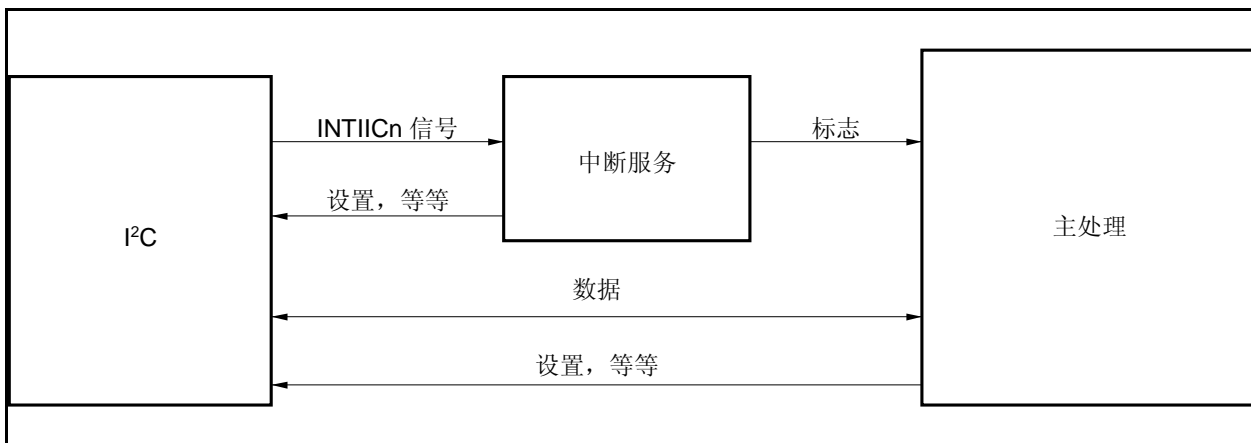 INTIICn 信号
标志
中断服务
设置，等等
I²C
主处理
数据
设置，等等